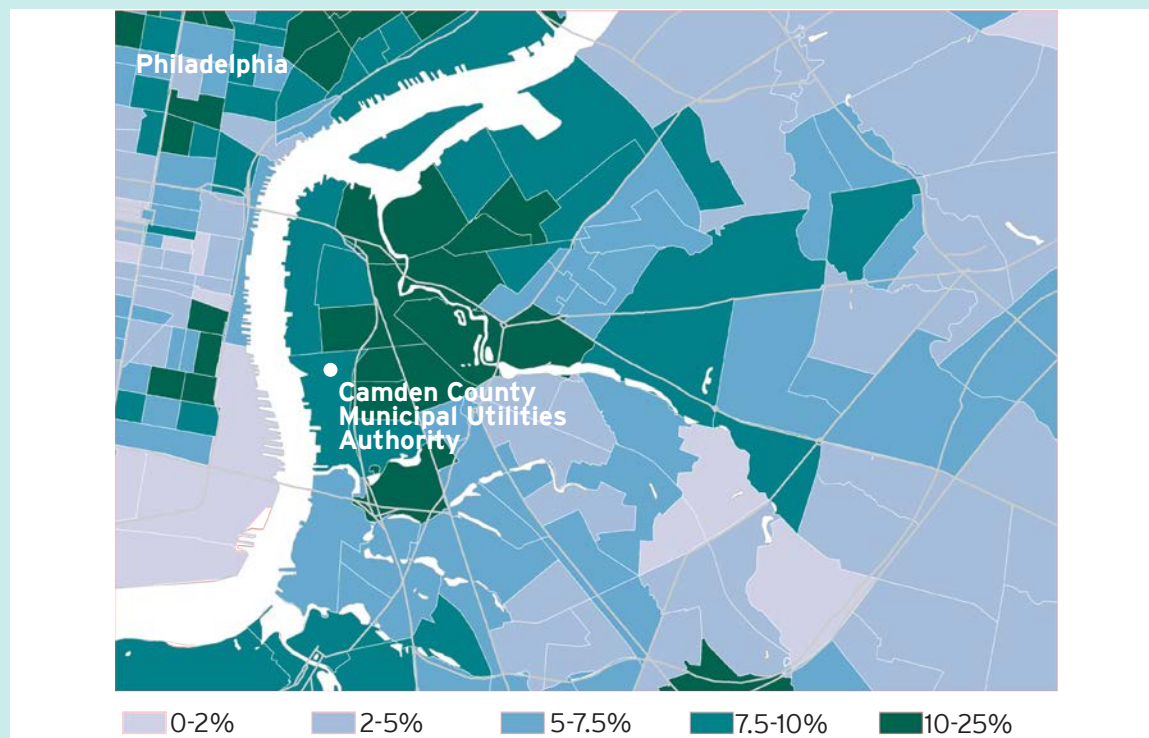 Philadelphia
Camden County
Municipal Utilities
Authority
0-2%
2-5%
5-7.5%
7.5-10%
10-25%